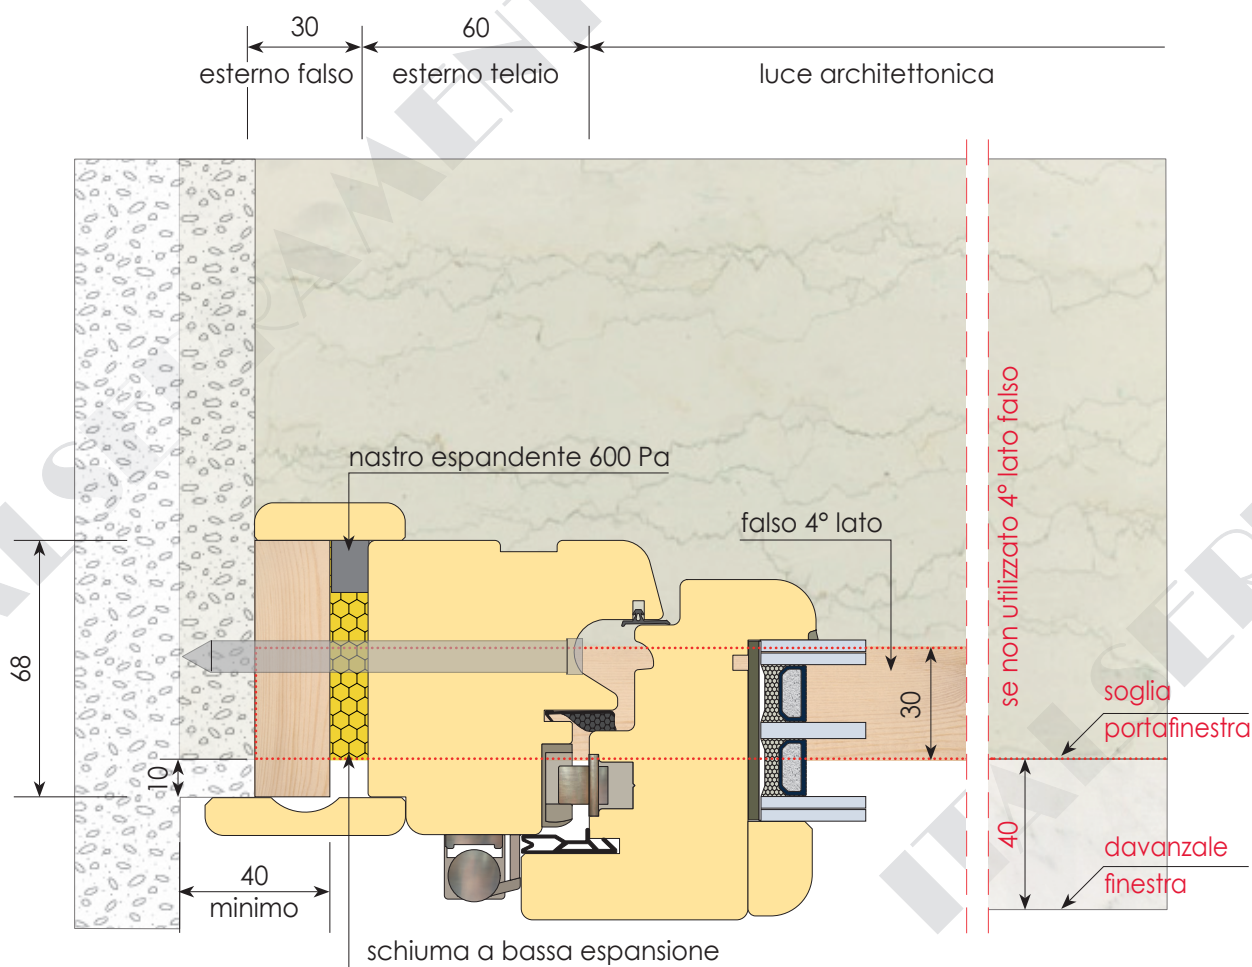 30
60
esterno falso
esterno telaio
luce architettonica
nastro espandente 600 Pa
falso 4° lato
se non utilizzato 4° lato falso
68
30
soglia
portafinestra
10
40
davanzale
finestra
40
minimo
schiuma a bassa espansione